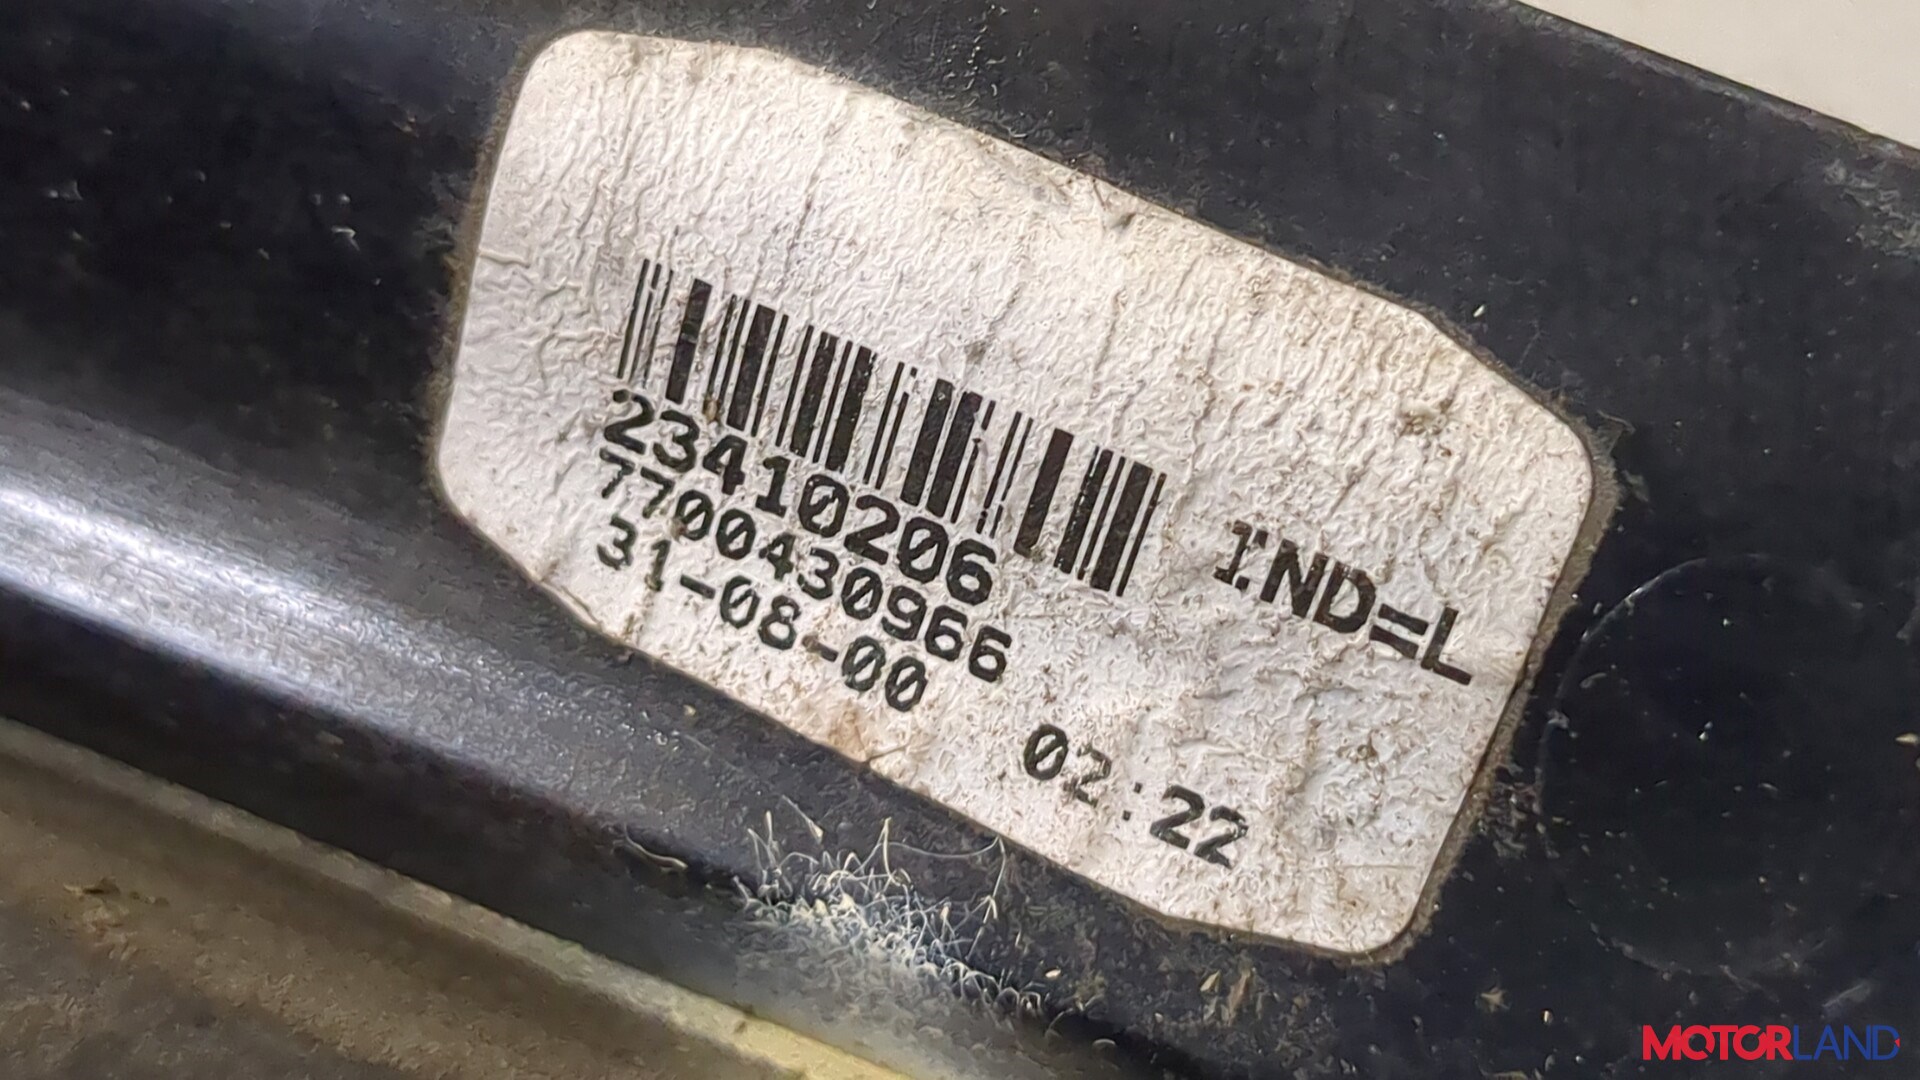 23410206 IND=L
7700430966
31-08-00 02:22
MOTORLAND